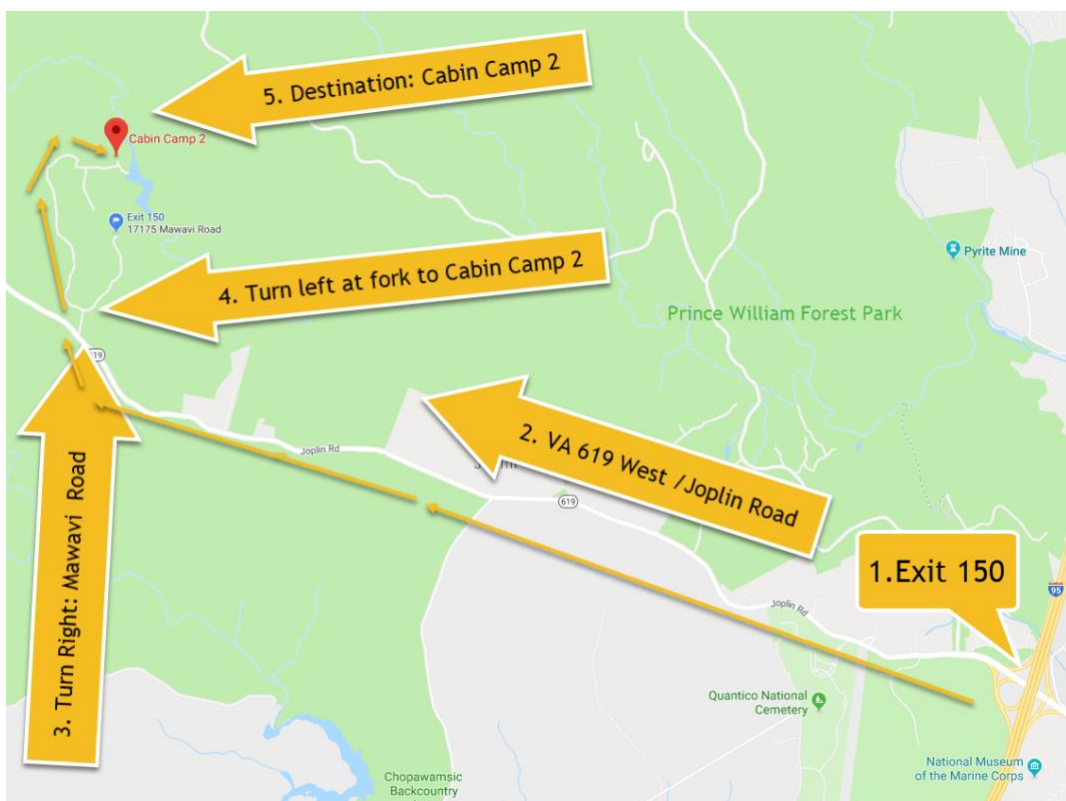 5. Destination: Cabin Camp 2
Cabin Camp 2
Exit 150
17175 Mawavi Road
Pyrite Mine
4. Turn left at fork to Cabin Camp 2
Prince William Forest Park
3. Turn Right: Mawavi Road
2. VA 619 West /Joplin Road
Joplin Rd
619
1.Exit 150
95
Joplin Rd
Quantico National
Cemetery
National Museum
of the Marine Corps
Chopawamsic
Backcountry